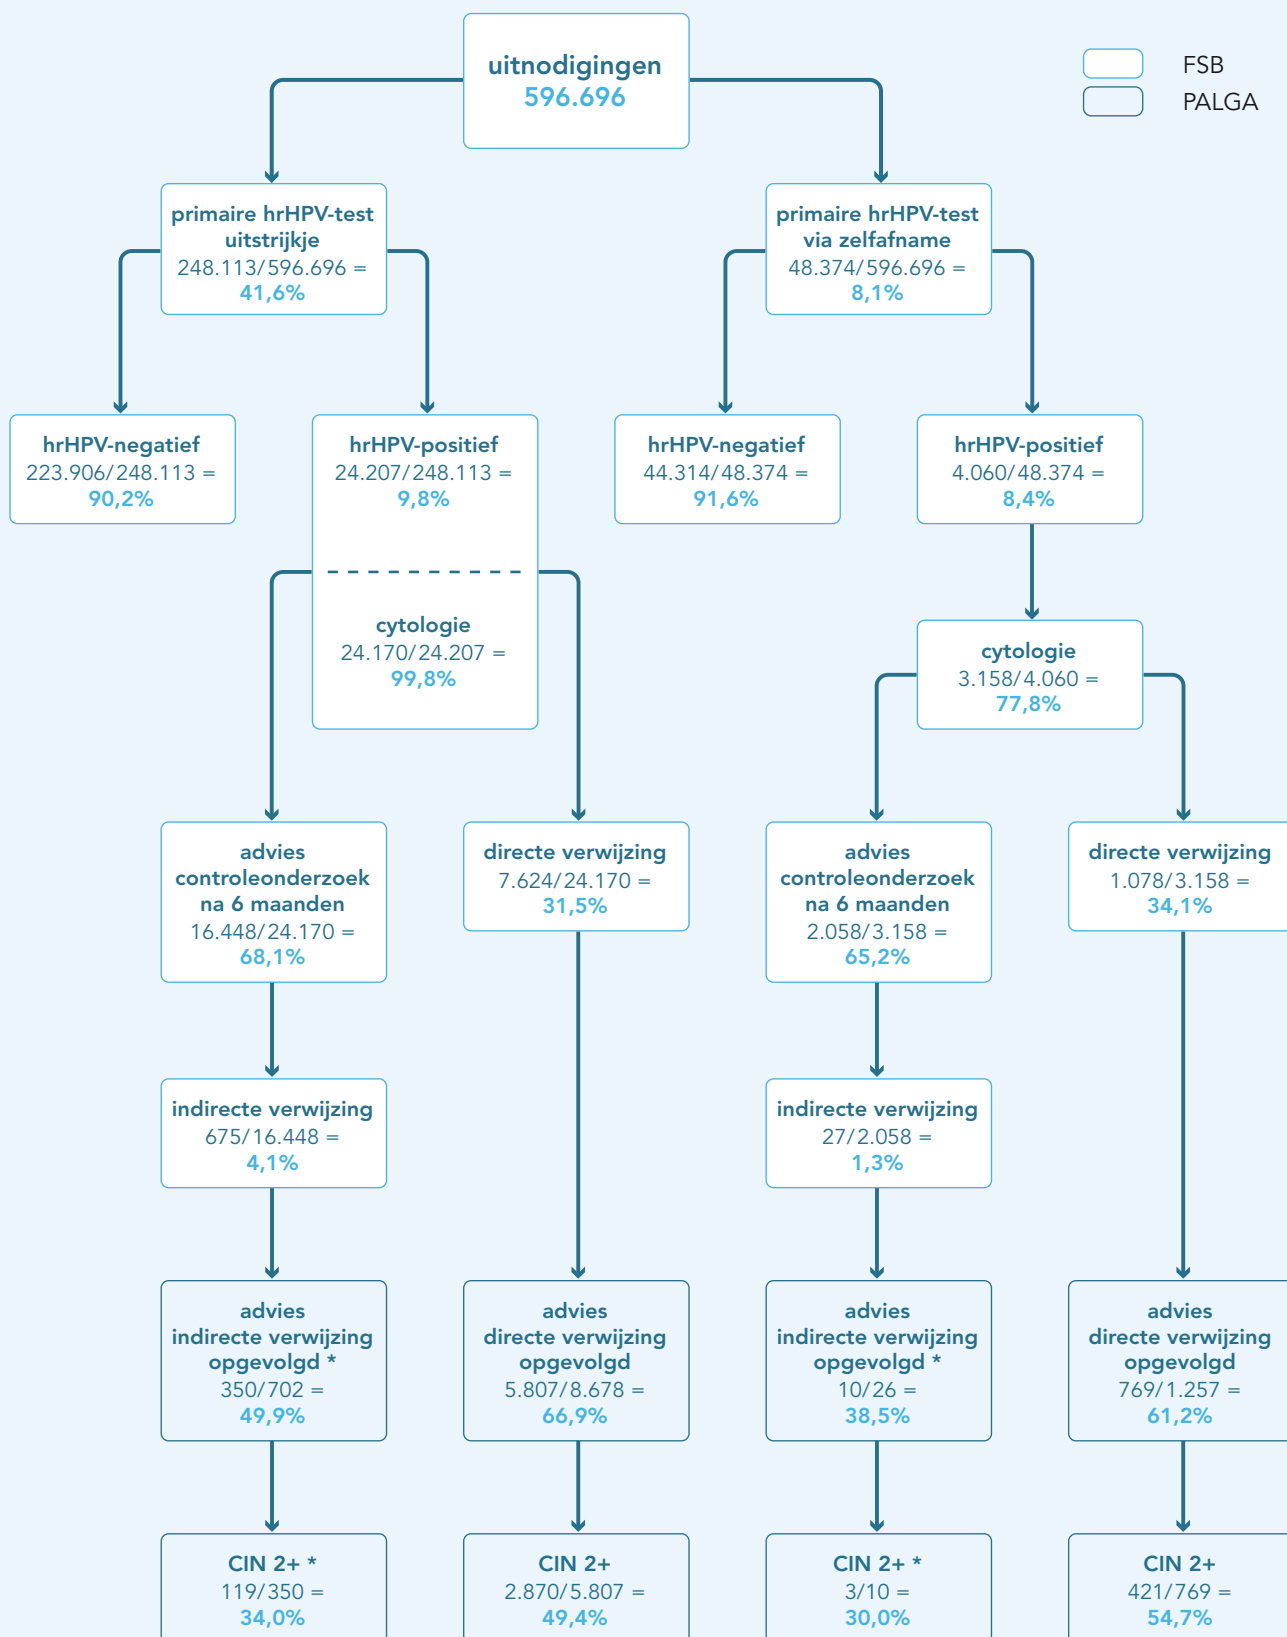 uitnodigingen
596.696
FSB
PALGA
primaire hrHPV-test
uitstrijkje
248.113/596.696 =
41,6%
primaire hrHPV-test
via zelfafname
48.374/596.696 =
8,1%
hrHPV-negatief
223.906/248.113 =
90,2%
hrHPV-positief
24.207/248.113 =
9,8%
hrHPV-negatief
44.314/48.374 =
91,6%
hrHPV-positief
4.060/48.374 =
8,4%
cytologie
24.170/24.207 =
99,8%
cytologie
3.158/4.060 =
77,8%
advies
controleonderzoek
na 6 maanden
16.448/24.170 =
68,1%
directe verwijzing
7.624/24.170 =
31,5%
advies
controleonderzoek
na 6 maanden
2.058/3.158 =
65,2%
directe verwijzing
1.078/3.158 =
34,1%
indirecte verwijzing
675/16.448 =
4,1%
indirecte verwijzing
27/2.058 =
1,3%
advies
indirecte verwijzing
opgevolgd *
350/702 =
49,9%
advies
directe verwijzing
opgevolgd
5.807/8.678 =
66,9%
advies
indirecte verwijzing
opgevolgd *
10/26 =
38,5%
advies
directe verwijzing
opgevolgd
769/1.257 =
61,2%
CIN 2+ *
119/350 =
34,0%
CIN 2+
2.870/5.807 =
49,4%
CIN 2+ *
3/10 =
30,0%
CIN 2+
421/769 =
54,7%